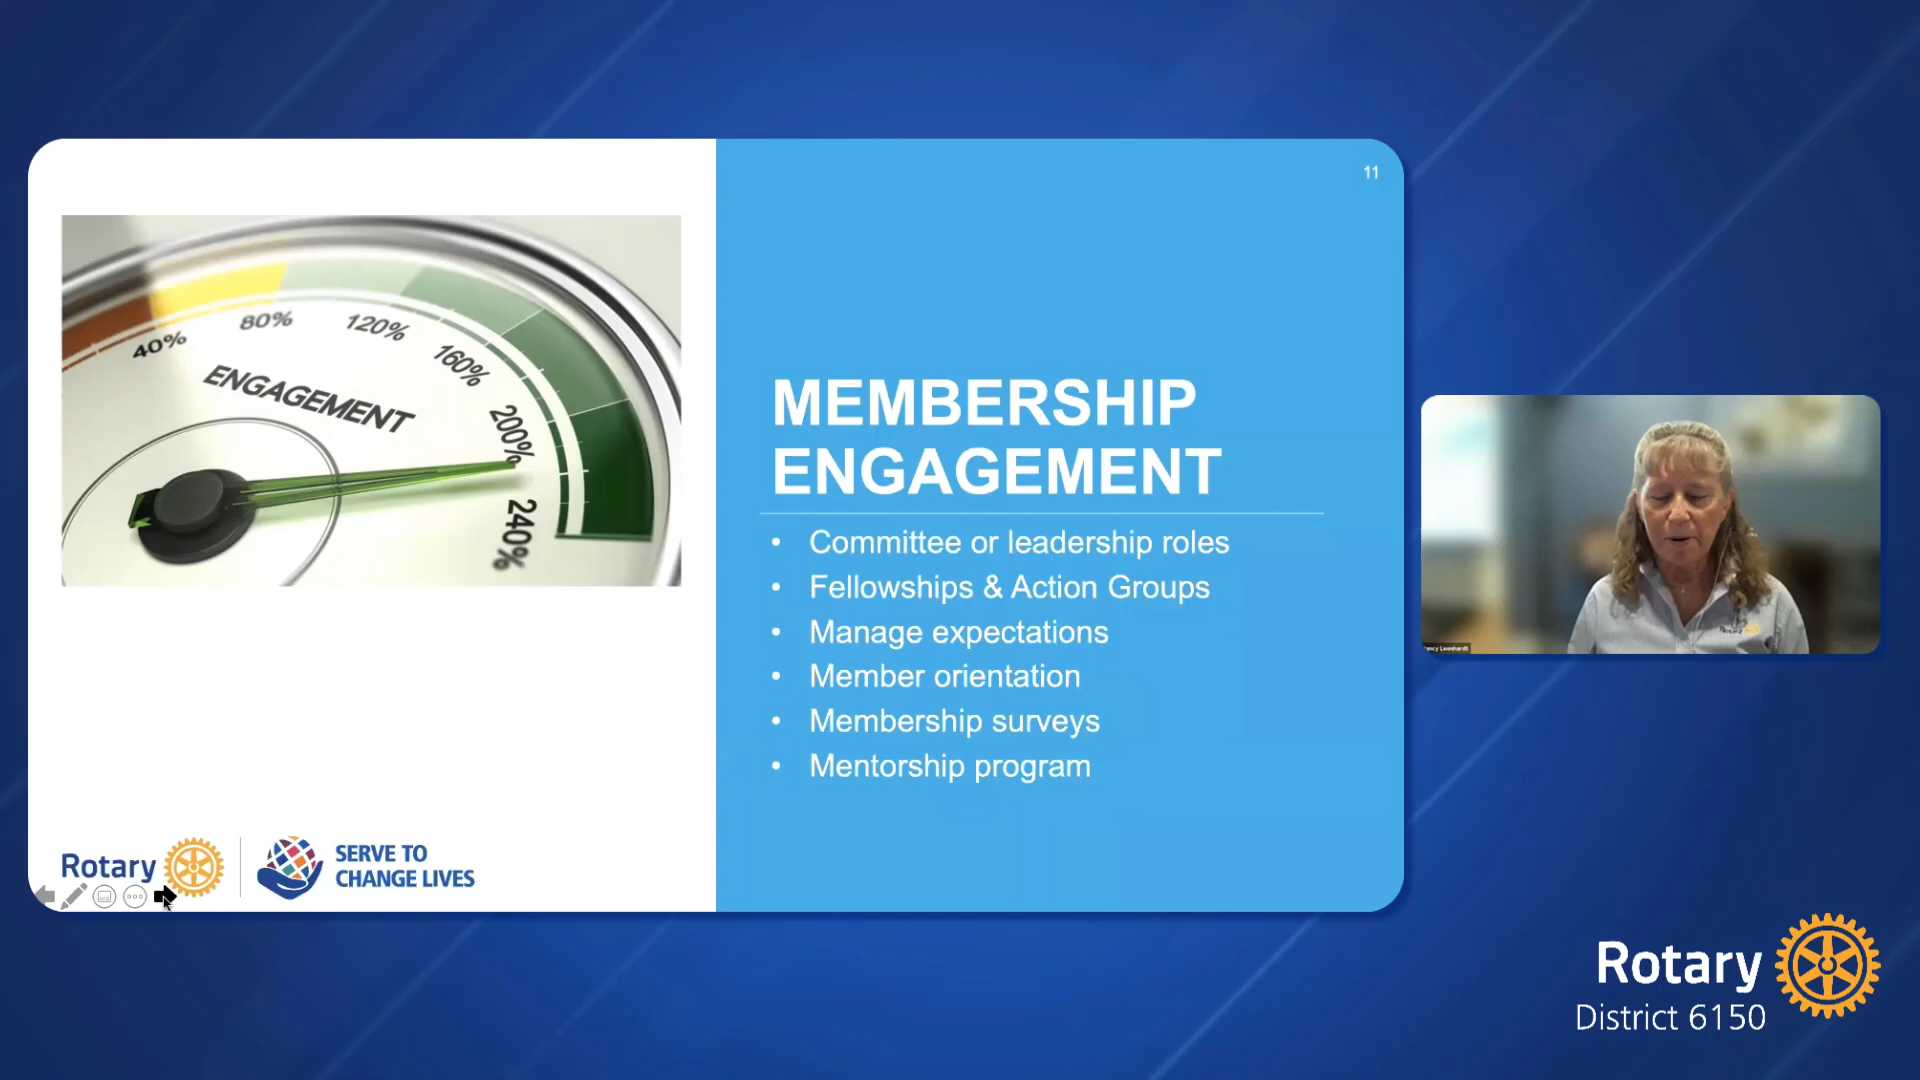 40%
80%
120%
160%
200%
240%
ENGAGEMENT
Rotary
SERVE TO
CHANGE LIVES
11
MEMBERSHIP
ENGAGEMENT
• Committee or leadership roles
• Fellowships & Action Groups
• Manage expectations
• Member orientation
• Membership surveys
• Mentorship program
Leonhardt
Rotary
District 6150